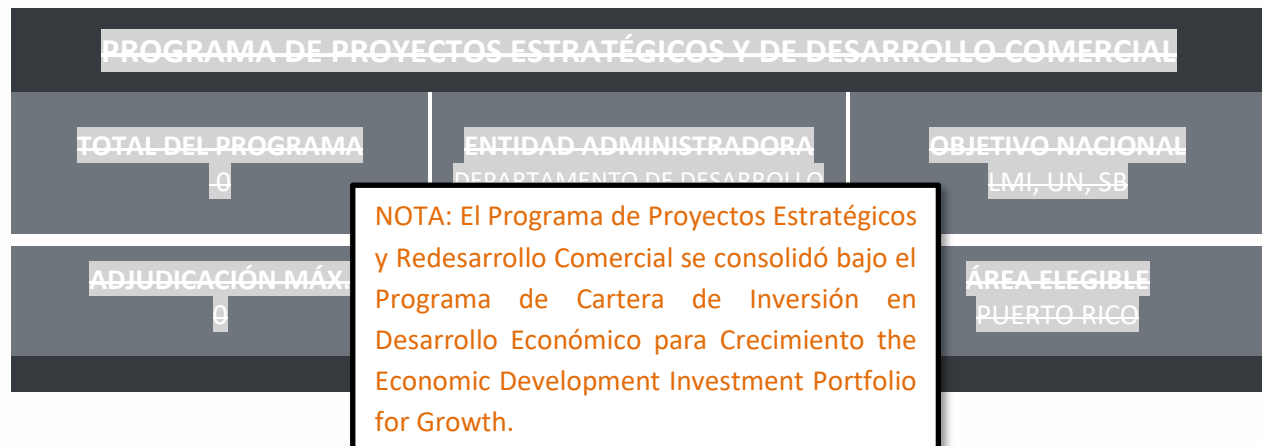 PROGRAMA DE PROYECTOS ESTRATÉGICOS Y DE DESARROLLO COMERCIAL
TOTAL DEL PROGRAMA
0
ENTIDAD ADMINISTRADORA
DEPARTAMENTO DE DESARROLLO
OBJETIVO NACIONAL
LMI, UN, SB
ADJUDICACIÓN MÁX.
0
ÁREA ELEGIBLE
PUERTO RICO
NOTA: El Programa de Proyectos Estratégicos
y Redesarrollo Comercial se consolidó bajo el
Programa de Cartera de Inversión en
Desarrollo Económico para Crecimiento the
Economic Development Investment Portfolio
for Growth.